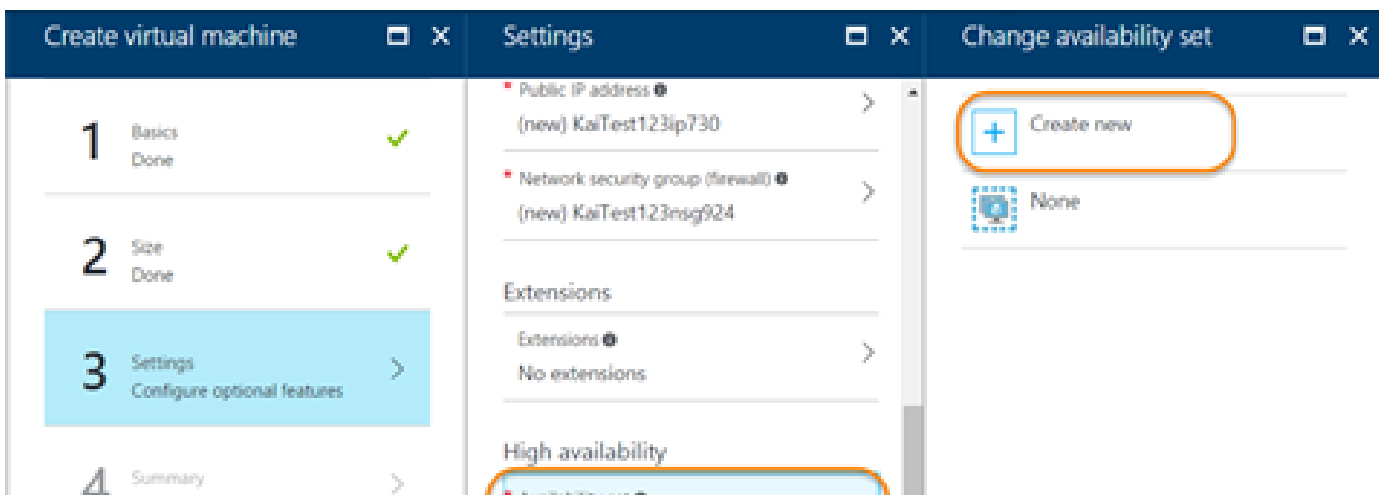 Create virtual machine
1
Basics
Done
2
Size
Done
3
Settings
Configure optional features
4
Summary
Settings
* Public IP address
(new) KaiTest123ip730
* Network security group (firewall)
(new) KaiTest123nsg924
Extensions
Extensions
No extensions
High availability
* Availability set
Change availability set
Create new
None